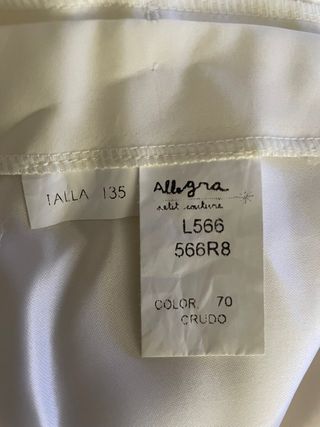 TALLA 135
Allegra
petit couture
L566
566R8
COLOR. 70
CRUDO